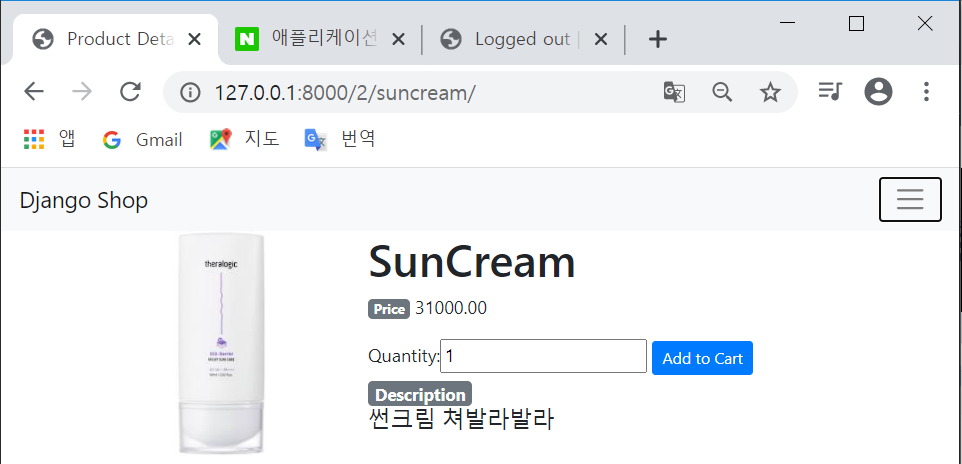 Product Deta
애플리케이션
Logged out |
127.0.0.1:8000/2/suncream/
앱
Gmail
지도
번역
Django Shop
theralogic
SunCream
Price 31000.00
Quantity: 1 Add to Cart
Description
썬크림 쳐발라발라